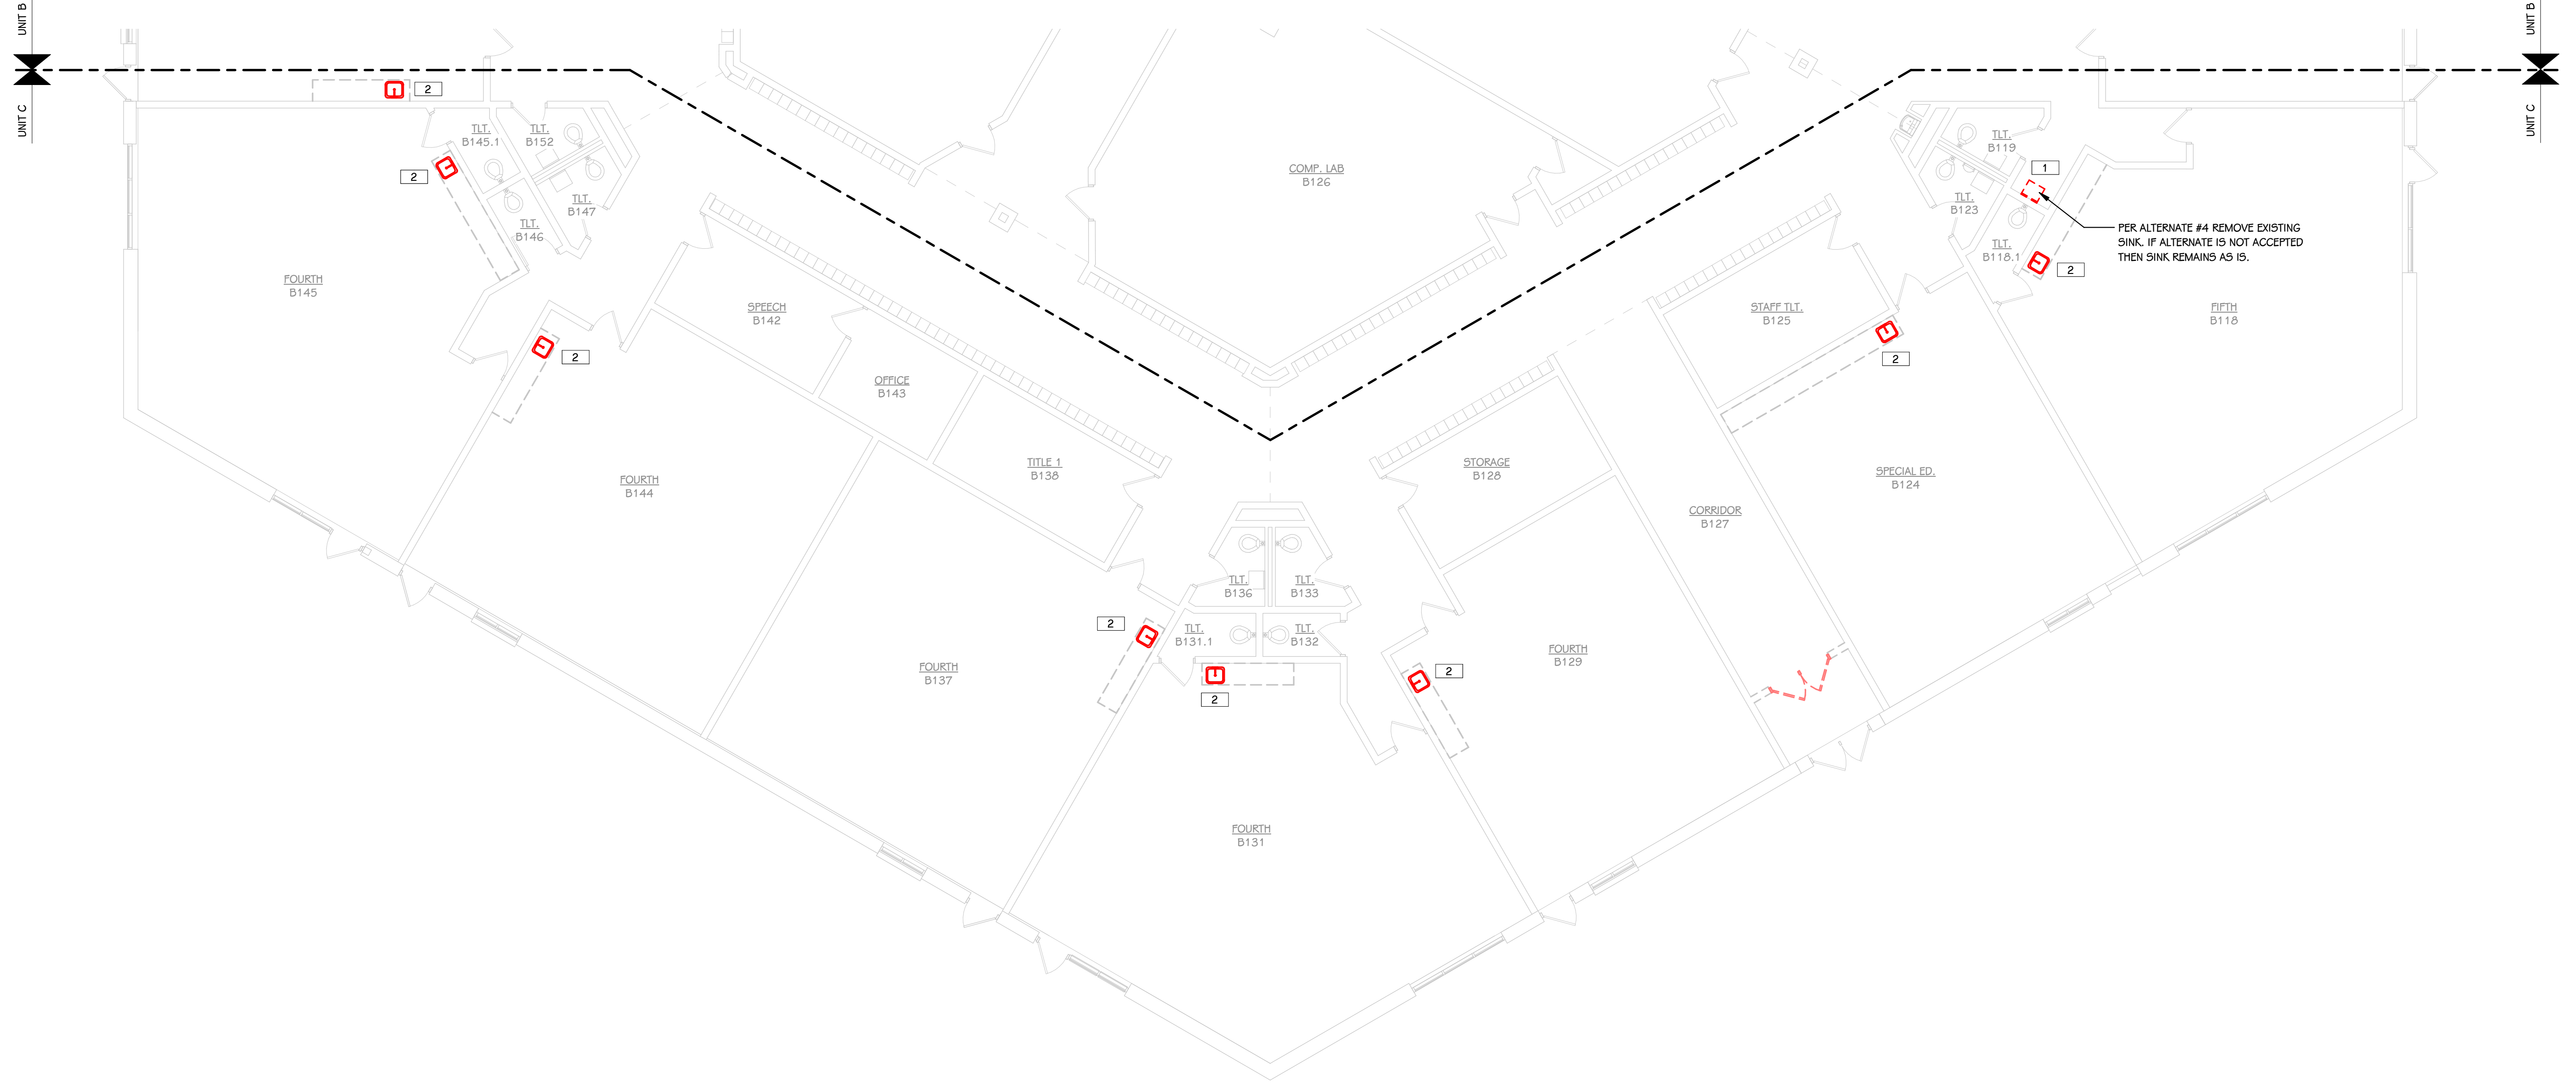 UNIT B
UNIT B
UNIT C
UNIT C
2
2
TLT.
B145.1
TLT.
B152
TLT.
B147
TLT.
B146
FOURTH
B145
2
SPEECH
B142
OFFICE
B143
TITLE 1
B138
FOURTH
B144
COMP. LAB
B126
TLT.
B119
1
TLT.
B123
TLT.
B118.1
2
PER ALTERNATE #4 REMOVE EXISTING
SINK. IF ALTERNATE IS NOT ACCEPTED
THEN SINK REMAINS AS IS.
FIFTH
B118
STAFF TLT.
B125
2
STORAGE
B128
SPECIAL ED.
B124
CORRIDOR
B127
TLT.
B136
TLT.
B133
2
TLT.
B131.1
TLT.
B132
2
2
FOURTH
B137
FOURTH
B129
FOURTH
B131